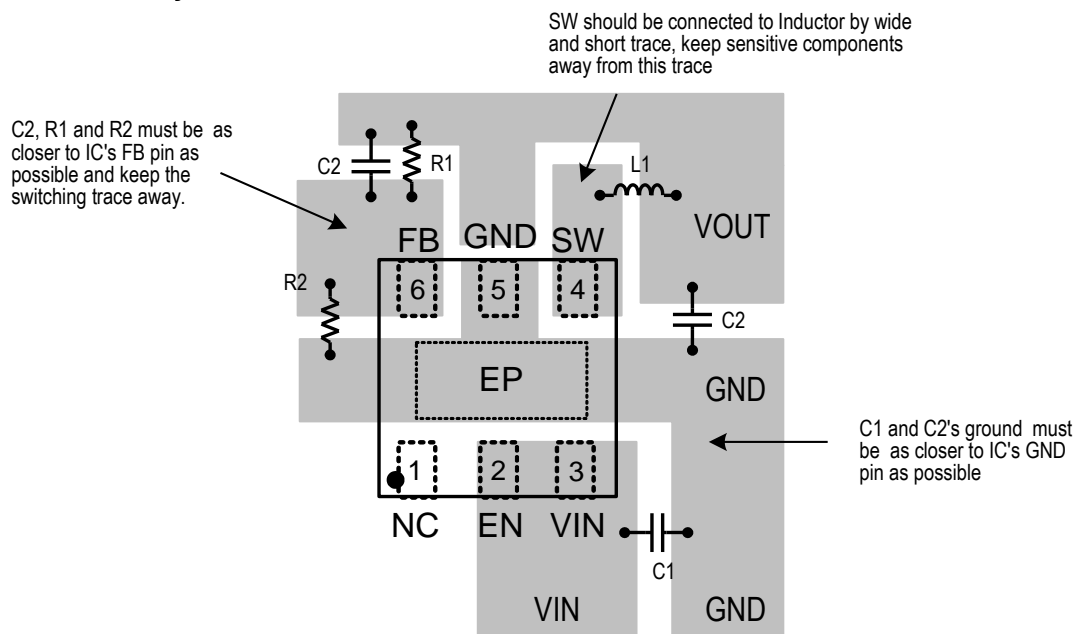 SW should be connected to Inductor by wide
and short trace, keep sensitive components
away from this trace
C2, R1 and R2 must be as
closer to IC's FB pin as
possible and keep the
switching trace away.
C2
R1
L1
VOUT
FB
GND
SW
R2
6
5
4
C2
EP
GND
C1 and C2's ground must
be as closer to IC's GND
pin as possible
1
2
3
NC
EN
VIN
C1
VIN
GND